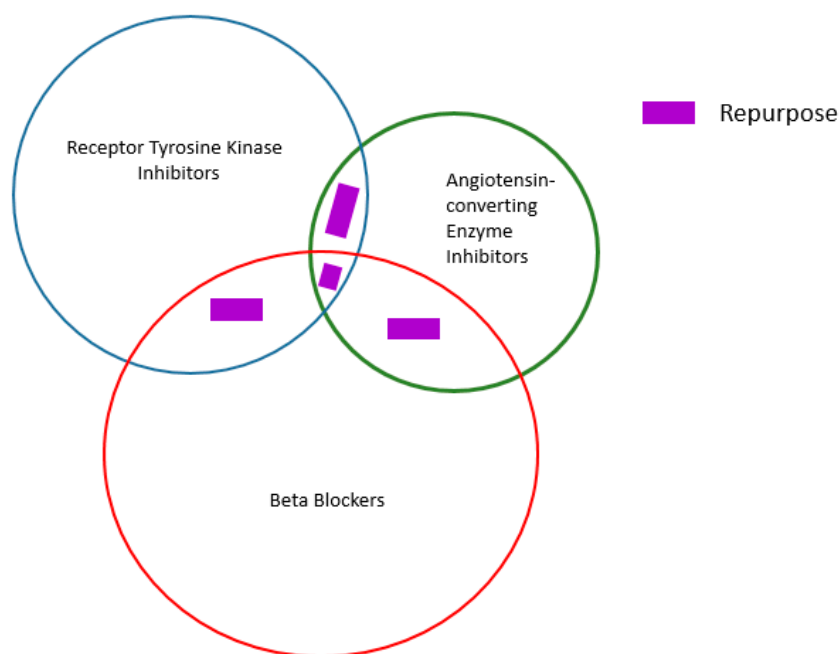 Repurpose
Receptor Tyrosine Kinase
Inhibitors
Angiotensin-
converting
Enzyme
Inhibitors
Beta Blockers